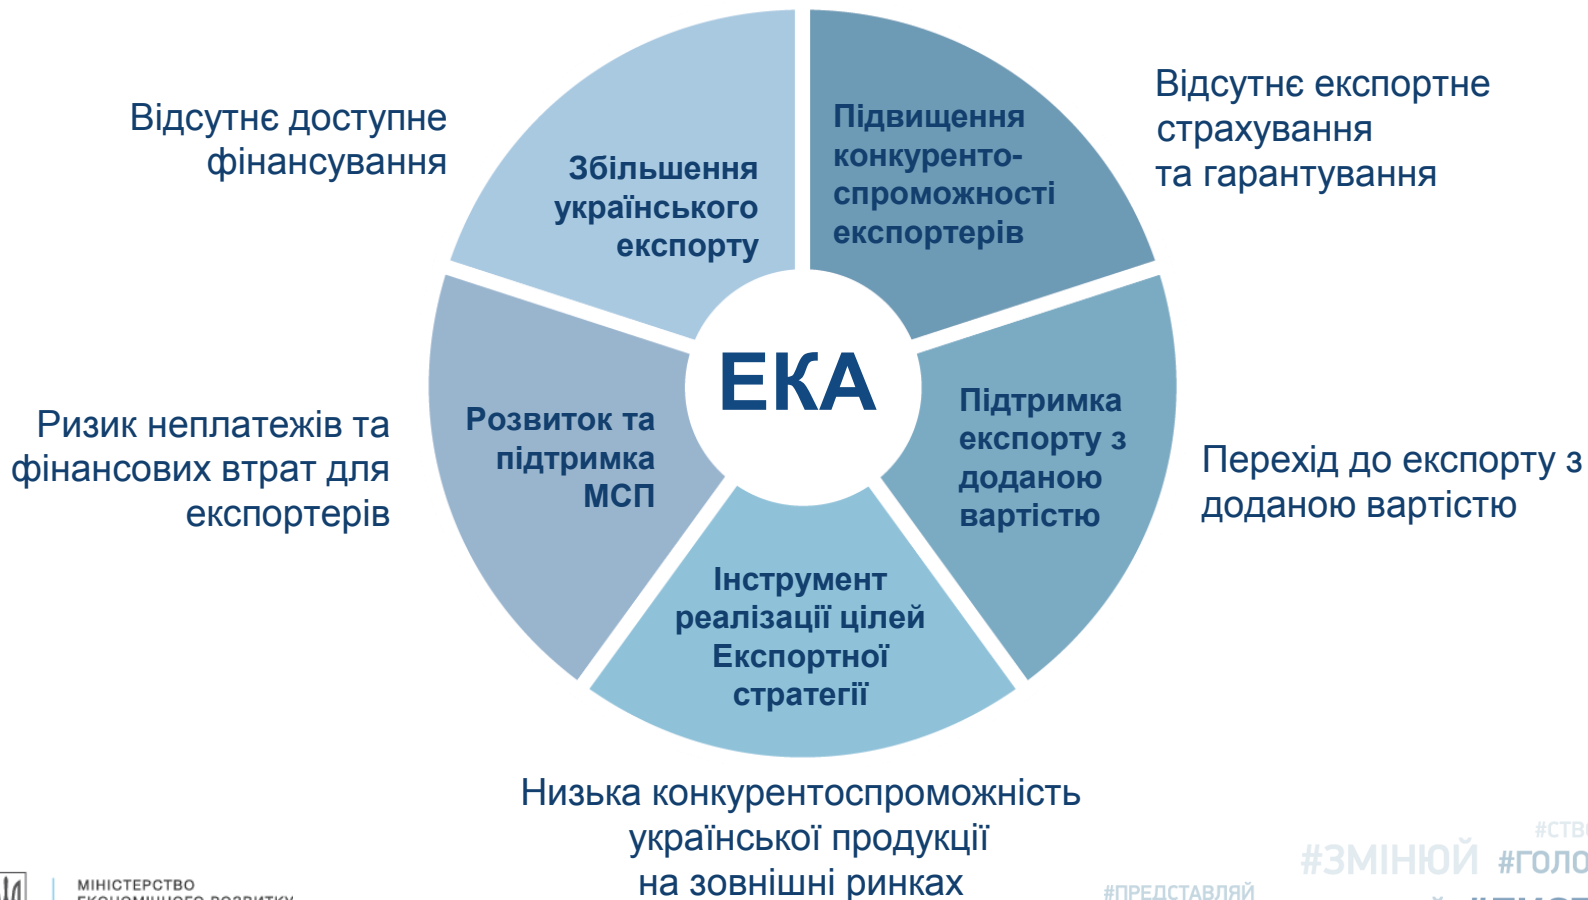 Відсутнє доступне
фінансування
Збільшення
українського
експорту
Підвищення
конкуренто-
спроможності
експортерів
Відсутнє експортне
страхування
та гарантування
ЕКА
Ризик неплатежів та
фінансових втрат для
експортерів
Розвиток та
підтримка
МСП
Підтримка
експорту з
доданою
вартістю
Перехід до експорту з
доданою вартістю
Інструмент
реалізації цілей
Експортної
стратегії
Низька конкурентоспроможність
української продукції
на зовнішні ринках
МІНІСТЕРСТВО
ЕКОНОМІЧНОГО РОЗВИТКУ
#ЗМІНЮЙ
#ПРЕДСТАВЛЯЙ